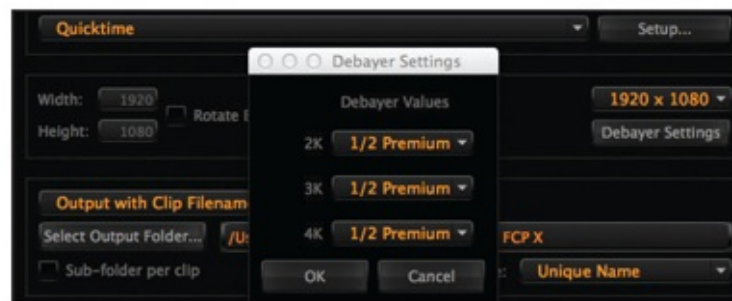 Quicktime
Setup...
Debayer Settings
Width: 1920
Rotate
1920 x 1080
Height: 1080
Debayer Values
Debayer Settings
2K 1/2 Premium
3K 1/2 Premium
4K 1/2 Premium
Output with Clip
Select Output Folder...
FCP X
Sub-folder per clip
OK
Cancel
Unique Name